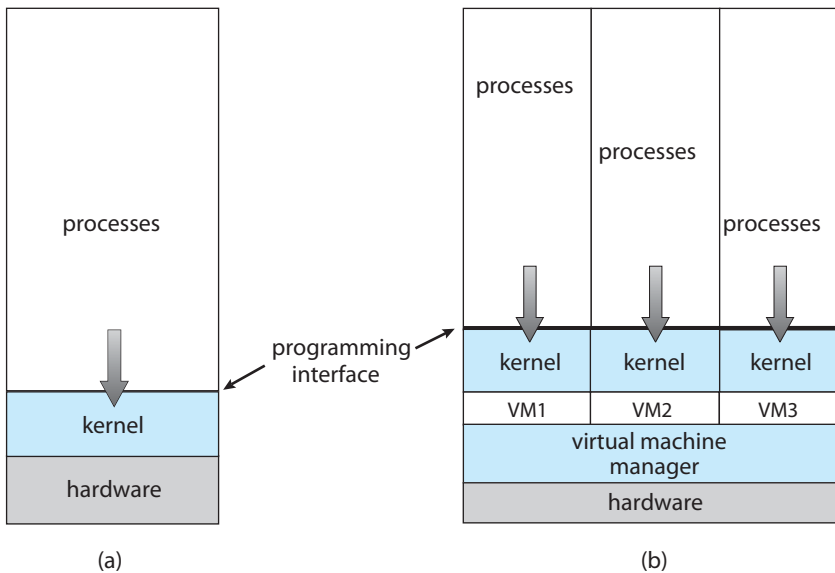 processes
kernel
hardware
(a)
programming
interface
processes
processes
processes
kernel
kernel
kernel
VM1
VM2
VM3
virtual machine
manager
hardware
(b)